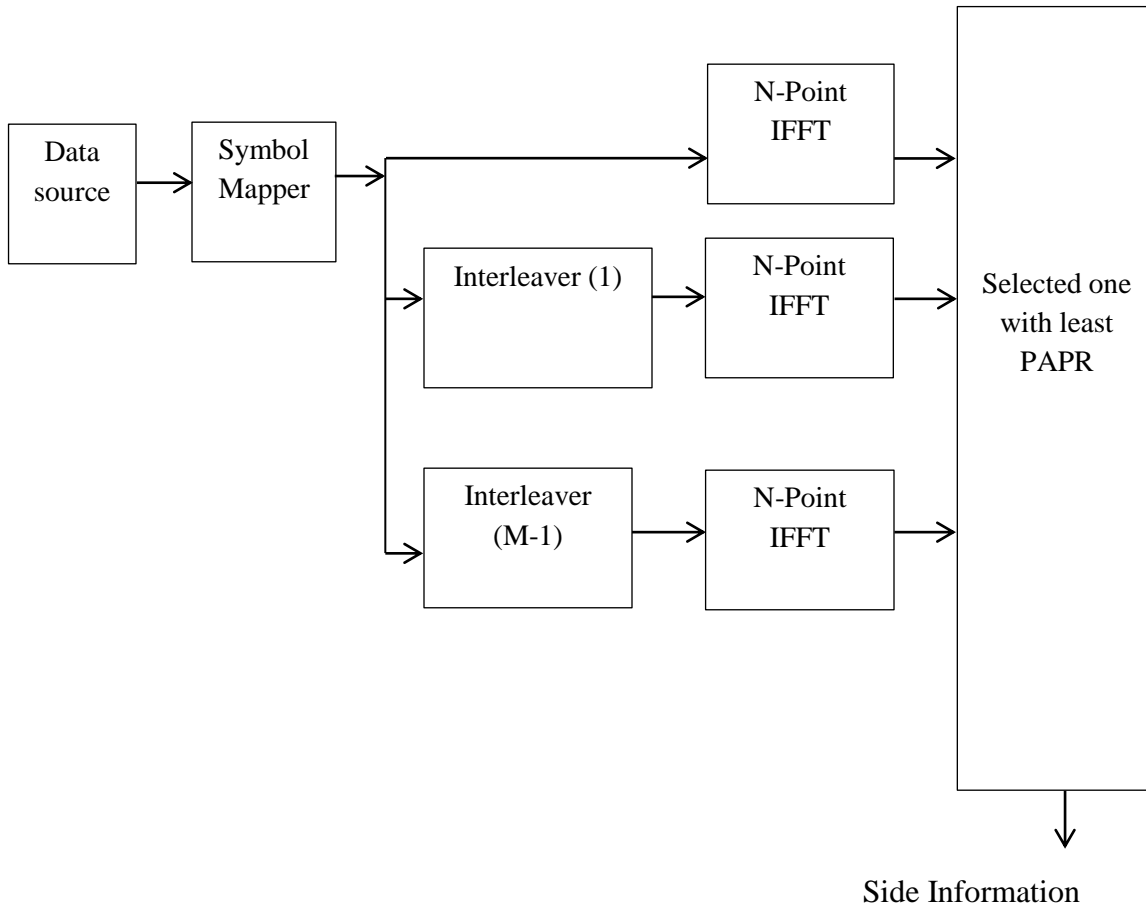 Data
source
Symbol
Mapper
N-Point
IFFT
Interleaver (1)
N-Point
IFFT
Interleaver
(M-1)
N-Point
IFFT
Selected one
with least
PAPR
Side Information